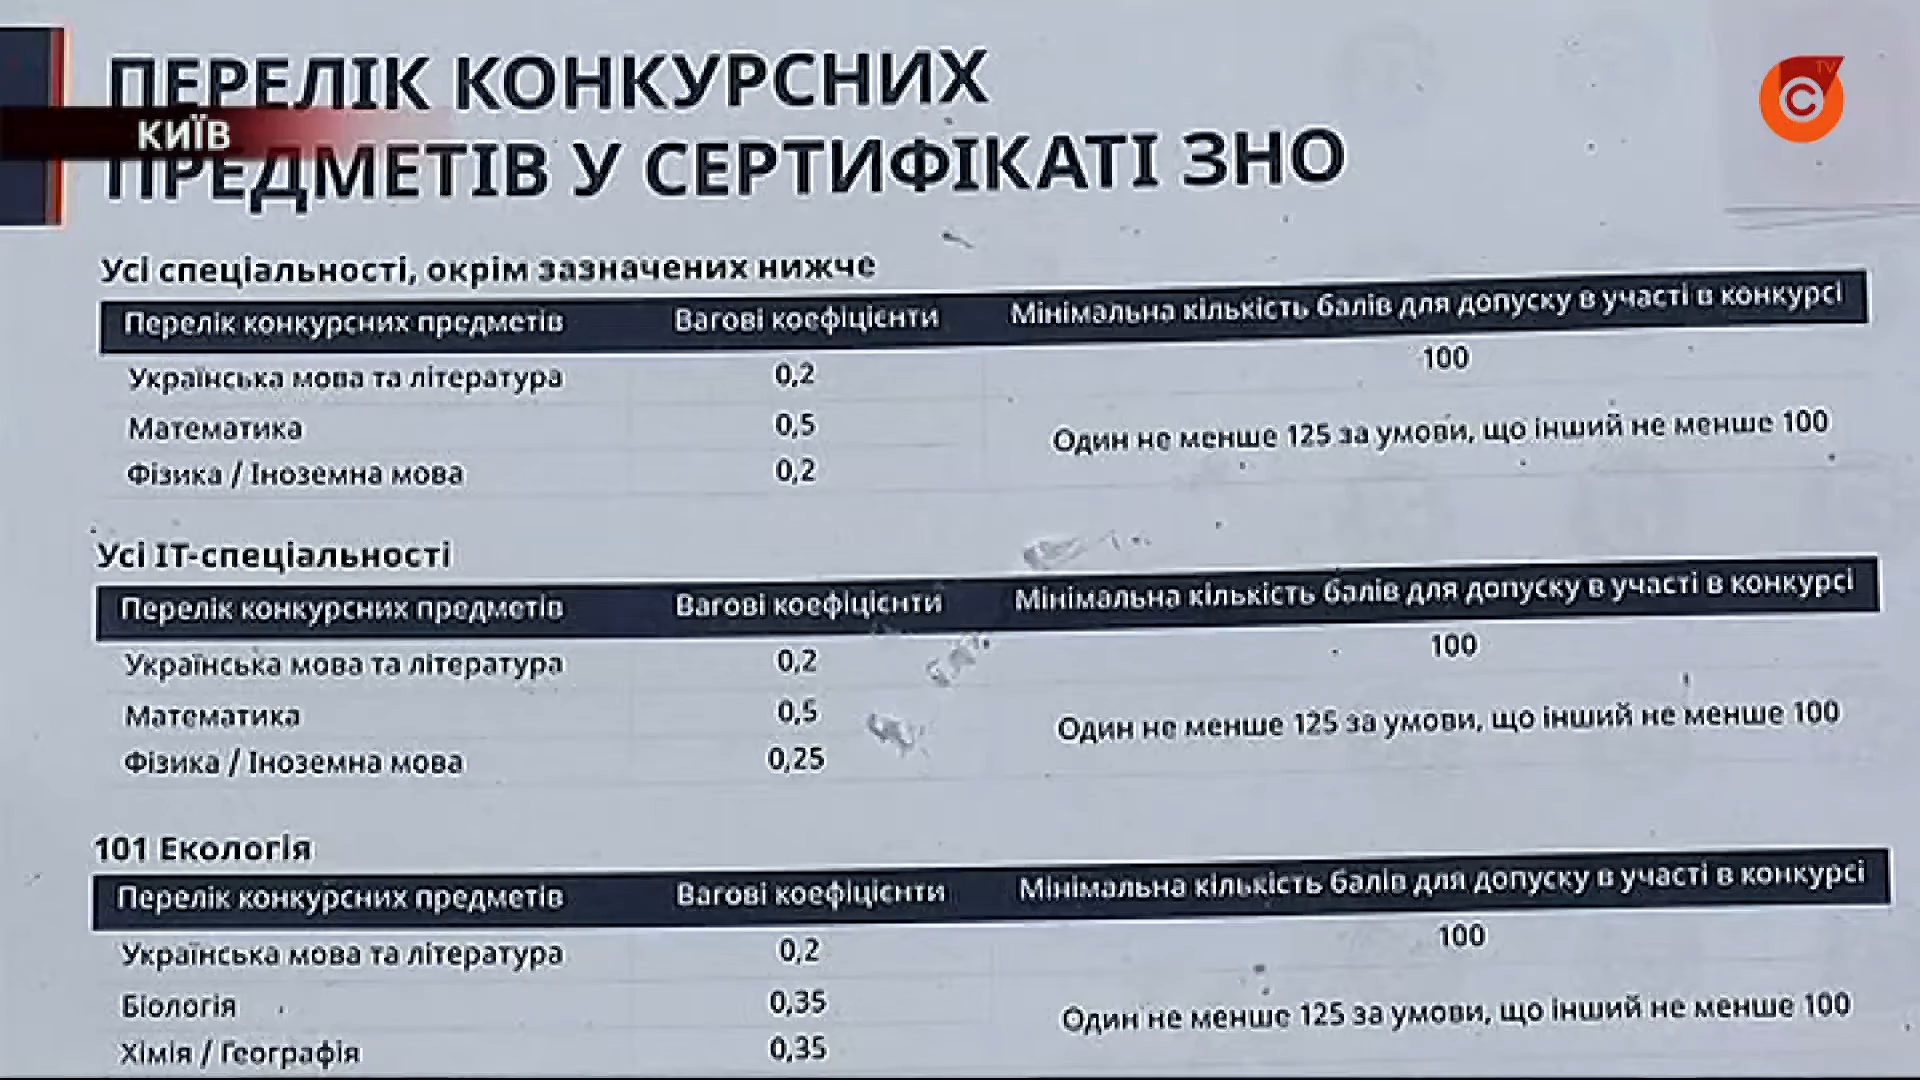 ПЕРЕЛІК КОНКУРСНИХ
КИЇВ
ПРЕДМЕТІВ У СЕРТИФІКАТІ ЗНО
TV
C
Усі спеціальності, окрім зазначених нижче
Перелік конкурсних предметів Вагові коефіцієнти Мінімальна кількість балів для допуску в участі в конкурсі
Українська мова та література 0,2 100
Математика 0,5 Один не менше 125 за умови, що інший не менше 100
Фізика / Іноземна мова 0,2
Усі ІТ-спеціальності
Перелік конкурсних предметів Вагові коефіцієнти Мінімальна кількість балів для допуску в участі в конкурсі
Українська мова та література 0,2 100
Математика 0,5 Один не менше 125 за умови, що інший не менше 100
Фізика / Іноземна мова 0,25
101 Екологія
Перелік конкурсних предметів Вагові коефіцієнти Мінімальна кількість балів для допуску в участі в конкурсі
Українська мова та література 0,2 100
Біологія 0,35 Один не менше 125 за умови, що інший не менше 100
Хімія / Географія 0,35